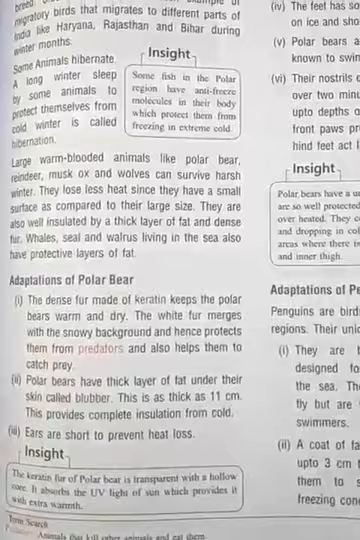 migratory birds that migrates to different parts of
India like Haryana, Rajasthan and Bihar during
winter months.
Some Animals hibernate.
A long winter sleep
by some animals to
protect themselves from
cold winter is called
hibernation.
Insight
Some fish in the Polar
region have anti-freeze
molecules in their body
which protect them from
freezing in extreme cold.
Large warm-blooded animals like polar bear,
reindeer, musk ox and wolves can survive harsh
winter. They lose less heat since they have a small
surface as compared to their large size. They are
also well insulated by a thick layer of fat and dense
fur. Whales, seal and walrus living in the sea also
have protective layers of fat.
Adaptations of Polar Bear
(i) The dense fur made of keratin keeps the polar
bears warm and dry. The white fur merges
with the snowy background and hence protects
them from predators and also helps them to
catch prey.
(ii) Polar bears have thick layer of fat under their
skin called blubber. This is as thick as 11 cm.
This provides complete insulation from cold.
(iii) Ears are short to prevent heat loss.
Insight
The keratin fur of Polar bear is transparent with a hollow
core. It absorbs the UV light of sun which provides it
with extra warmth.
Term Search
Animals that kill other animals and eat them
(iv) The feet has so
on ice and sho
(v) Polar bears a
known to swim
(vi) Their nostrils
over two minu
upto depths
front paws pr
hind feet act
Insight
Polar bears have a
are so well protected
over heated. They
and dropping in
areas where there
and inner thigh.
Adaptations of Pe
Penguins are bird
regions. Their uni
(i) They are
designed fo
the sea. Th
fly but are
swimmers.
(ii) A coat of fa
upto 3 cm
them to
freezing con